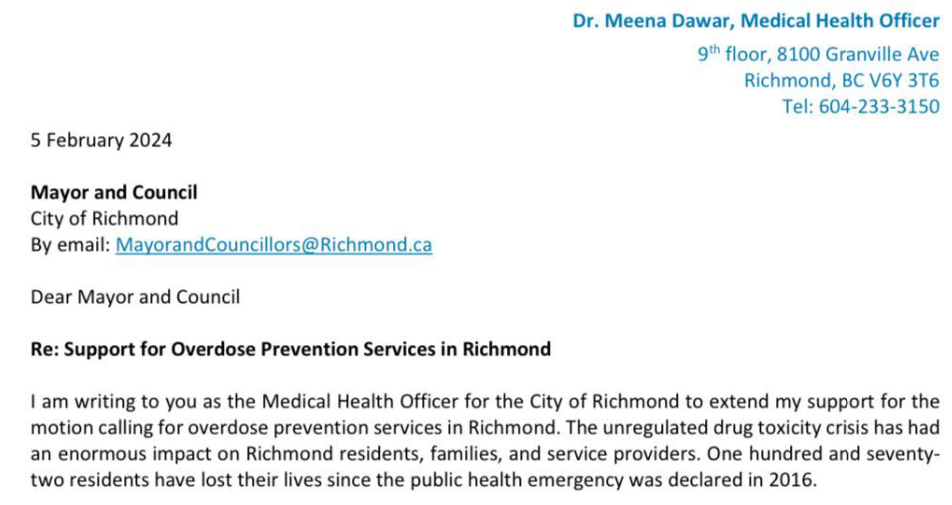 Dr. Meena Dawar, Medical Health Officer
9th floor, 8100 Granville Ave
Richmond, BC V6Y 3T6
Tel: 604-233-3150
5 February 2024
Mayor and Council
City of Richmond
By email: MayorandCouncillors@Richmond.ca
Dear Mayor and Council
Re: Support for Overdose Prevention Services in Richmond
I am writing to you as the Medical Health Officer for the City of Richmond to extend my support for the
motion calling for overdose prevention services in Richmond. The unregulated drug toxicity crisis has had
an enormous impact on Richmond residents, families, and service providers. One hundred and seventy-
two residents have lost their lives since the public health emergency was declared in 2016.